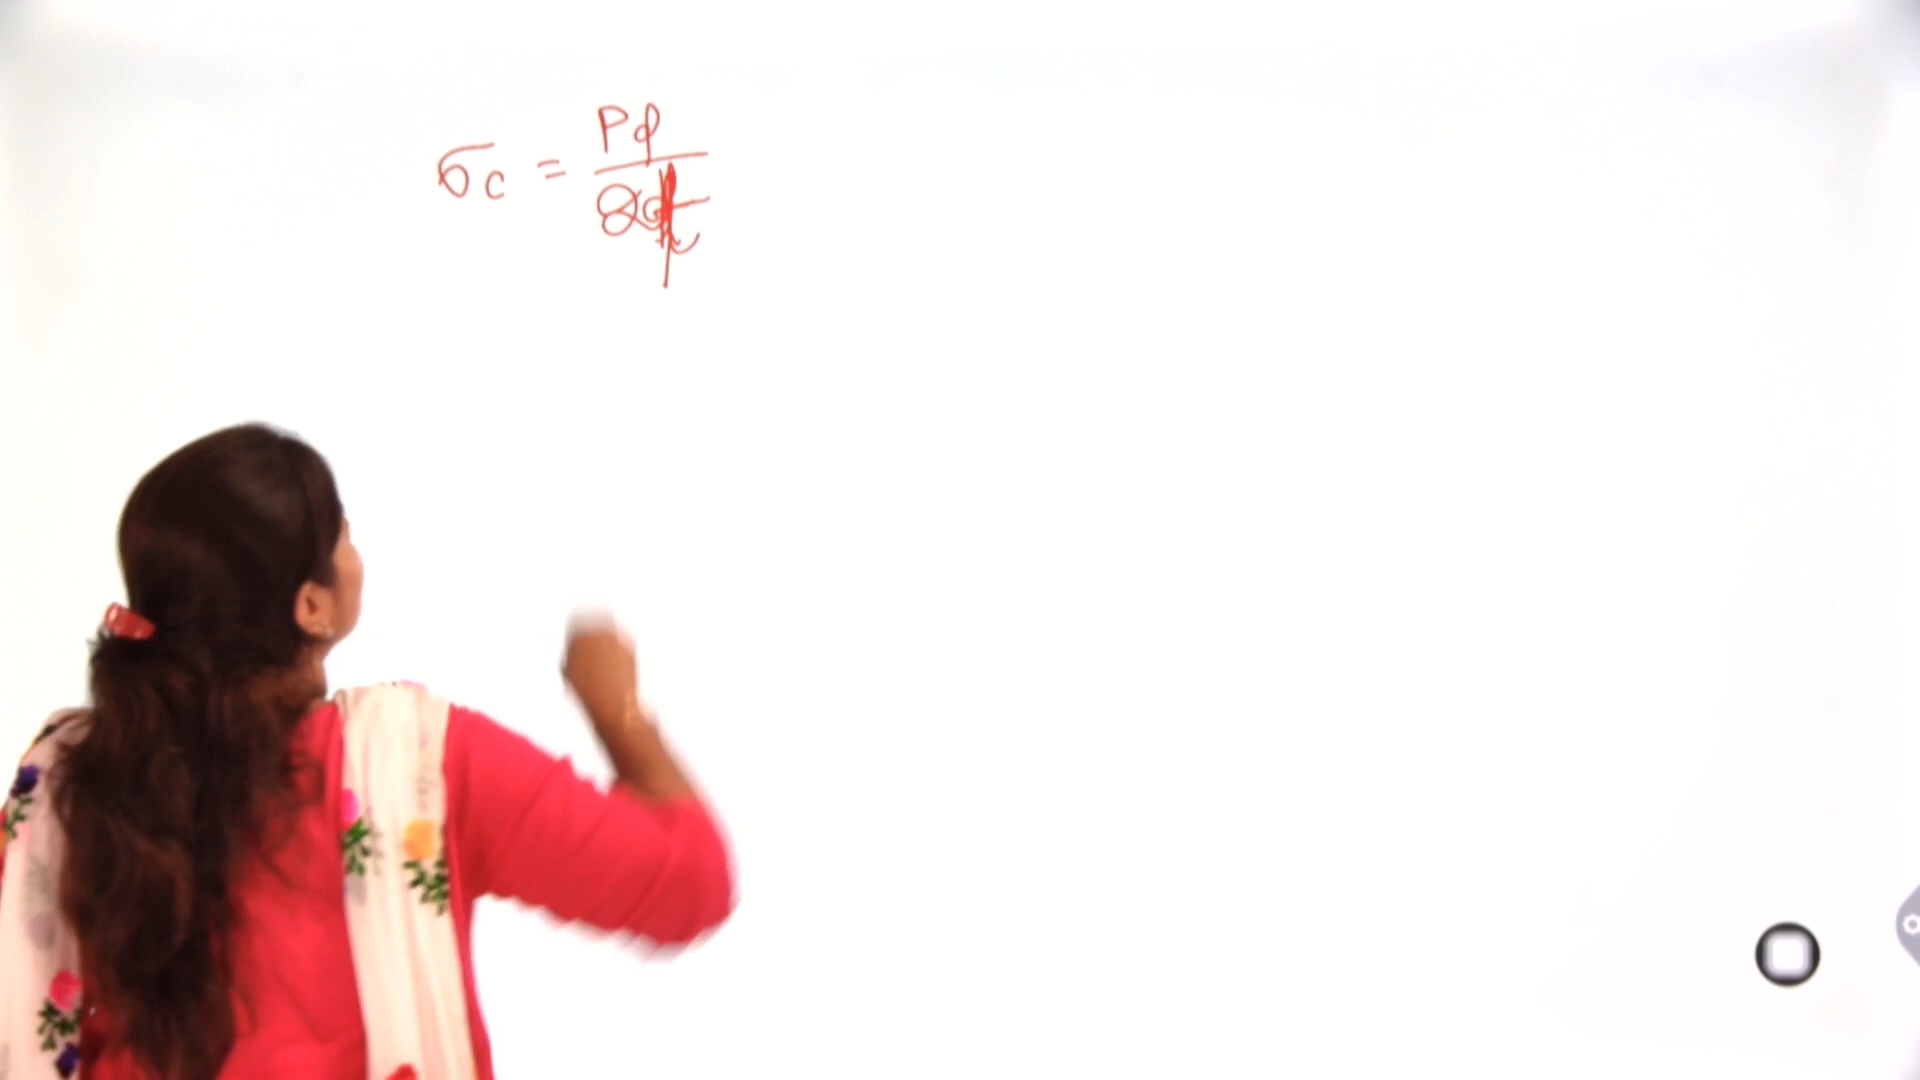 σc = Pd / 2t